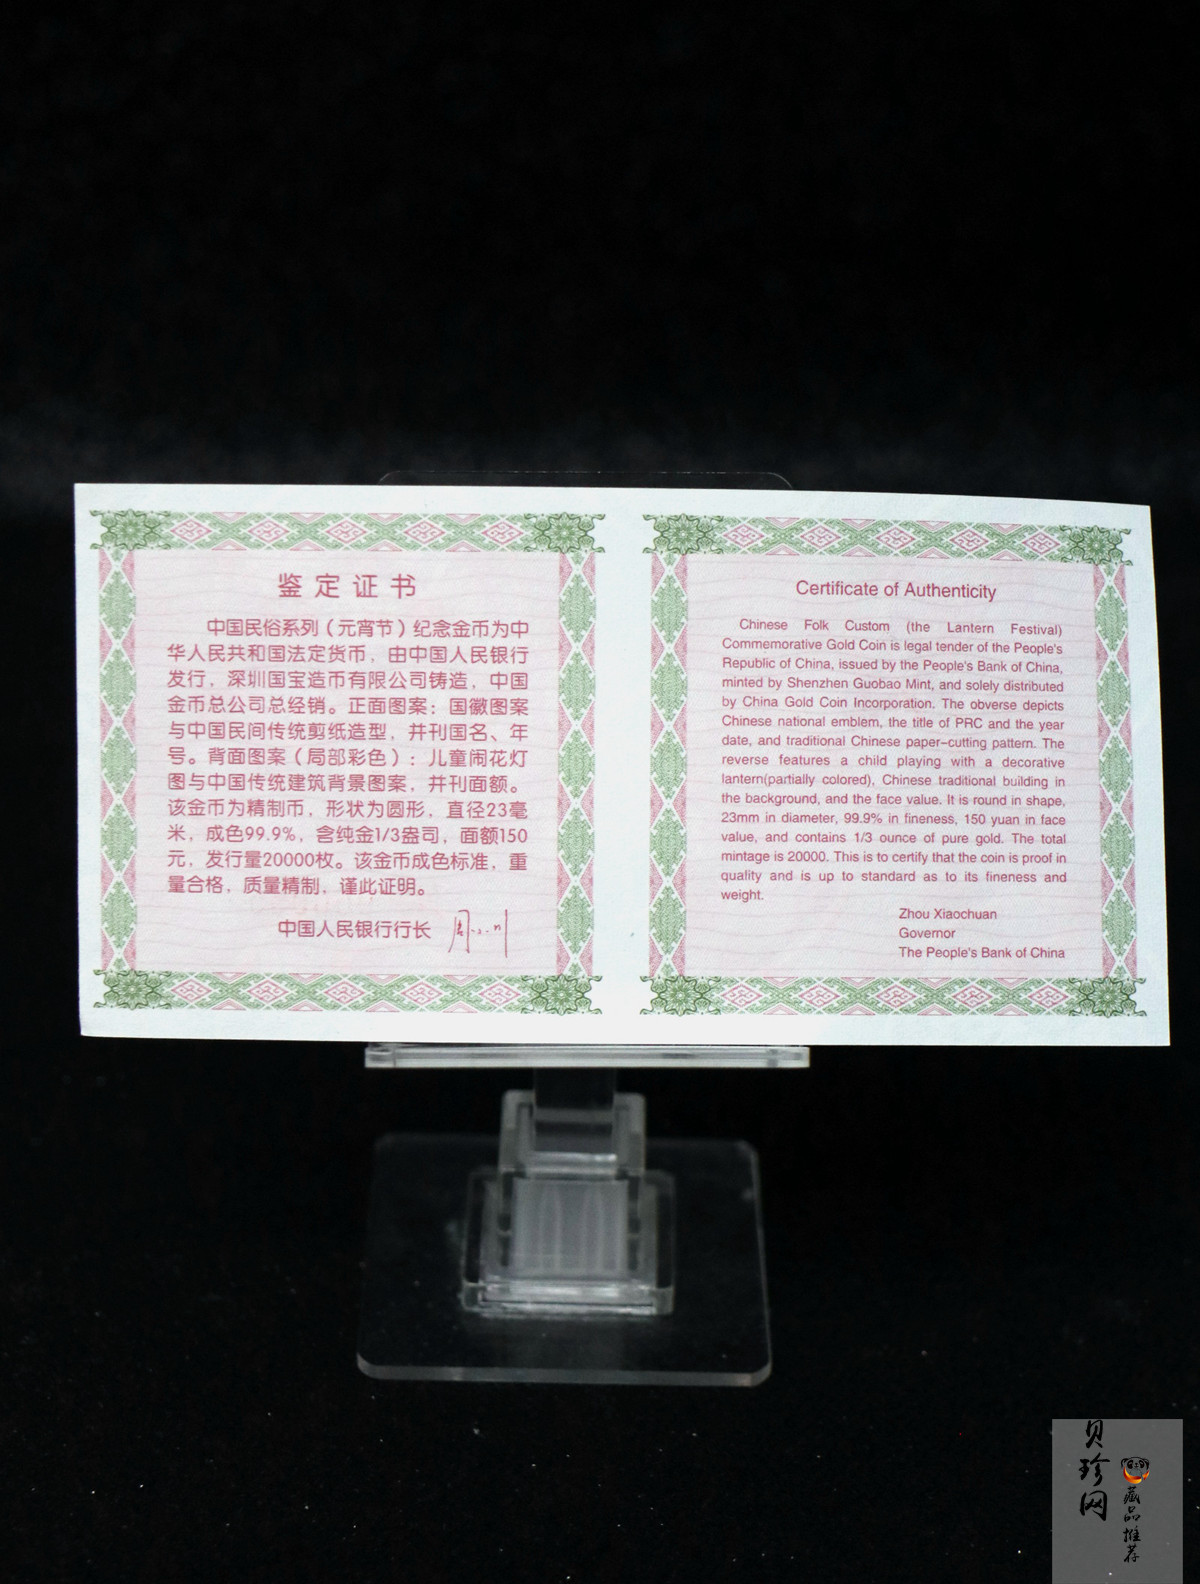 鉴定证书
中国民俗系列（元宵节）纪念金币为中
华人民共和国法定货币，由中国人民银行
发行，深圳国宝造币有限公司铸造，中国
金币总公司总经销。正面图案：国徽图案
与中国民间传统剪纸造型，并刊国名、年
号。背面图案（局部彩色）：儿童闹花灯
图与中国传统建筑背景图案，并刊面额。
该金币为精制币，形状为圆形，直径23毫
米，成色99.9%，含纯金1/3盎司，面额150
元，发行量20000枚。该金币成色标准，重
量合格，质量精制，谨此证明。
中国人民银行行长 周小川
Certificate of Authenticity
Chinese Folk Custom (the Lantern Festival)
Commemorative Gold Coin is legal tender of the People's
Republic of China, issued by the People's Bank of China,
minted by Shenzhen Guobao Mint, and solely distributed
by China Gold Coin Incorporation. The obverse depicts
Chinese national emblem, the title of PRC and the year
date, and traditional Chinese paper-cutting pattern. The
reverse features a child playing with a decorative
lantern(partially colored), Chinese traditional building in
the background, and the face value. It is round in shape,
23mm in diameter, 99.9% in fineness, 150 yuan in face
value, and contains 1/3 ounce of pure gold. The total
mintage is 20000. This is to certify that the coin is proof in
quality and is up to standard as to its fineness and
weight.
Zhou Xiaochuan
Governor
The People's Bank of China
贝珍网
藏品推荐